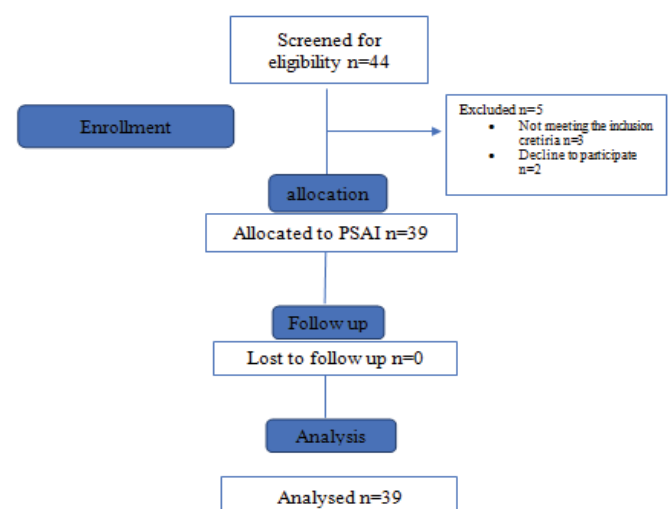 Screened for
eligibility n=44
Enrollment
Excluded n=5
• Not meeting the inclusion
cretiria n=3
• Decline to participate
n=2
allocation
Allocated to PSAI n=39
Follow up
Lost to follow up n=0
Analysis
Analysed n=39